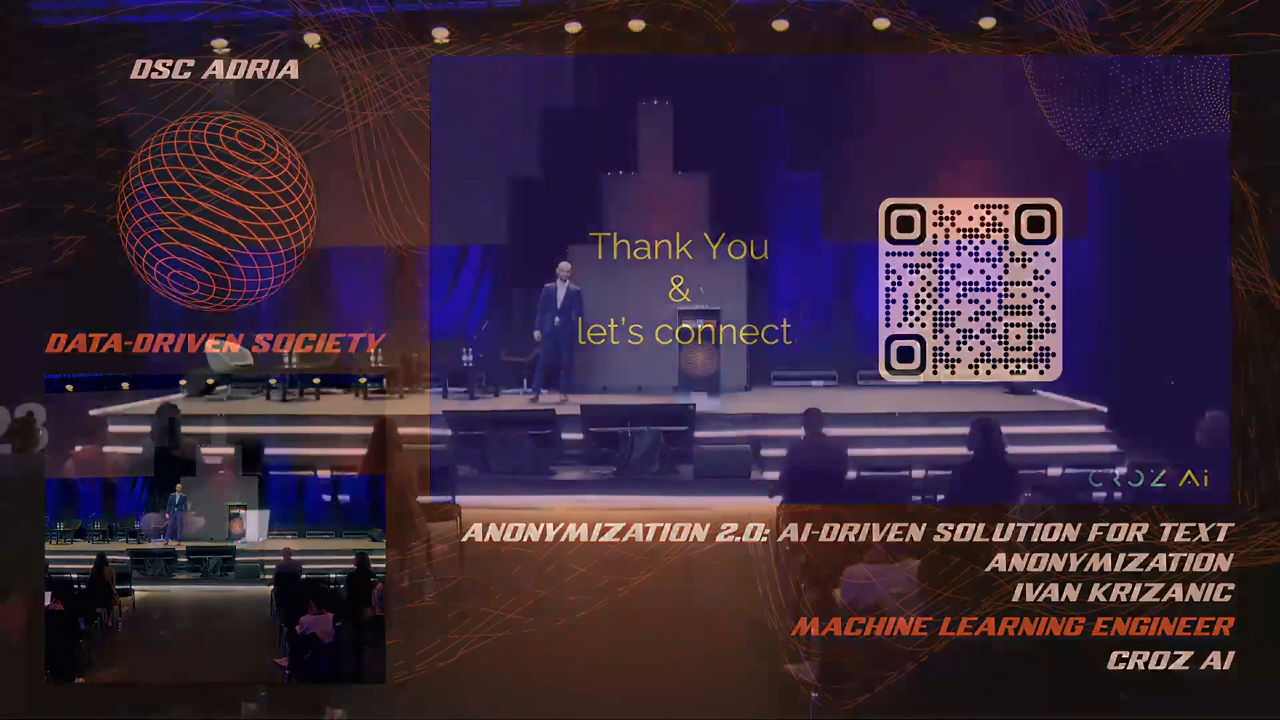 DSC ADRIA
DATA-DRIVEN SOCIETY
23
Thank You
&
let's connect
CROZ Ai
ANONYMIZATION 2.0: AI-DRIVEN SOLUTION FOR TEXT
ANONYMIZATION
IVAN KRIZANIC
MACHINE LEARNING ENGINEER
CROZ AI